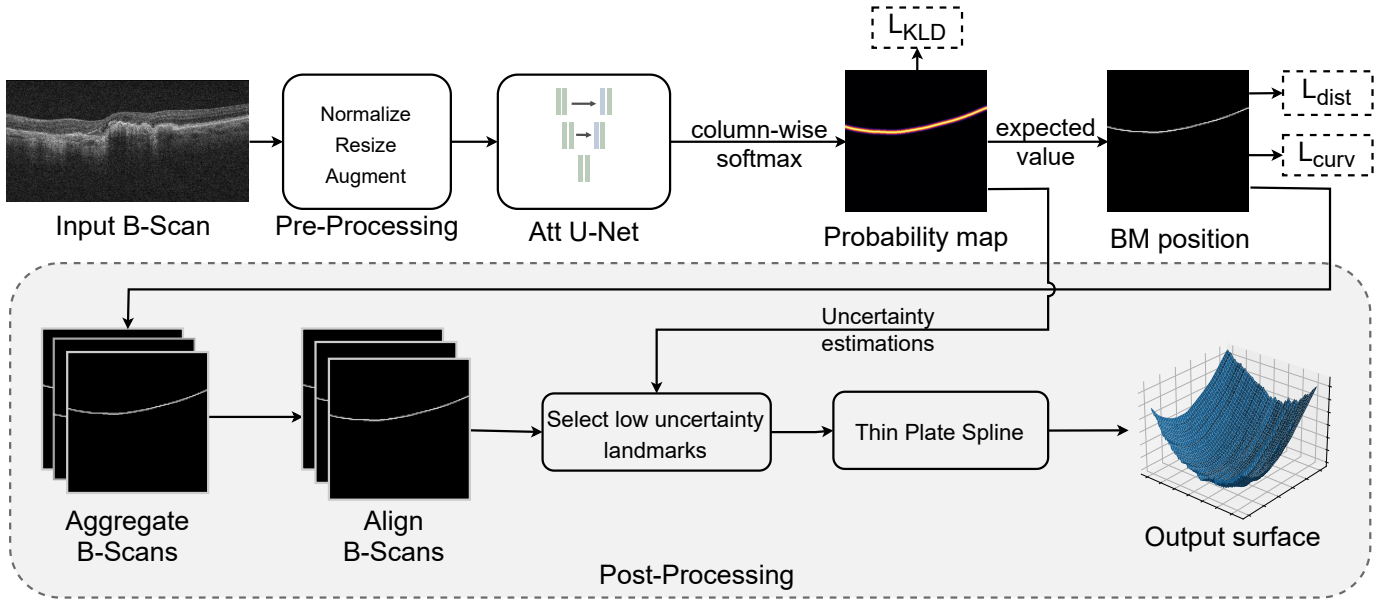 L_KLD
Normalize
Resize
Augment
column-wise
softmax
expected
value
L_dist
L_curv
Input B-Scan
Pre-Processing
Att U-Net
Probability map
BM position
Uncertainty
estimations
Select low uncertainty
landmarks
Thin Plate Spline
Aggregate
B-Scans
Align
B-Scans
Output surface
Post-Processing